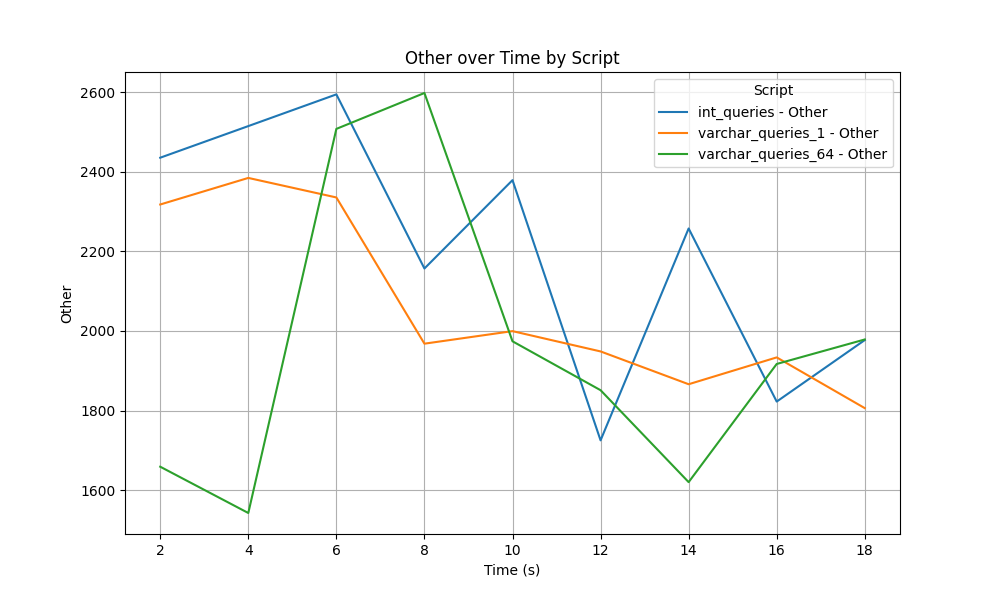 Other over Time by Script
Script
int_queries - Other
varchar_queries_1 - Other
varchar_queries_64 - Other
Other
2600
2400
2200
2000
1800
1600
2 4 6 8 10 12 14 16 18
Time (s)